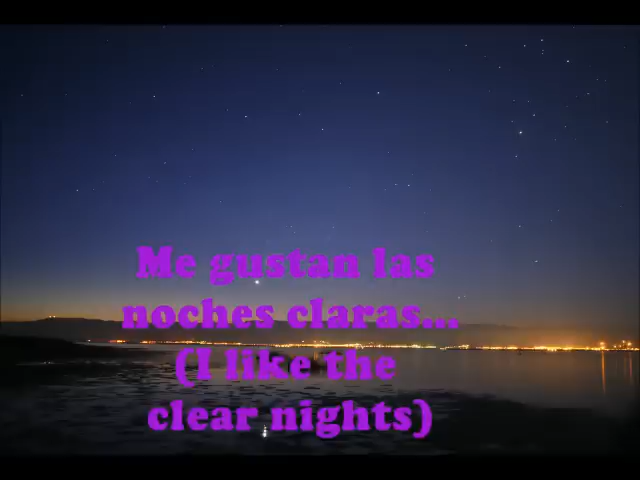 Me gustan las
noches claras...
(I like the
clear nights)